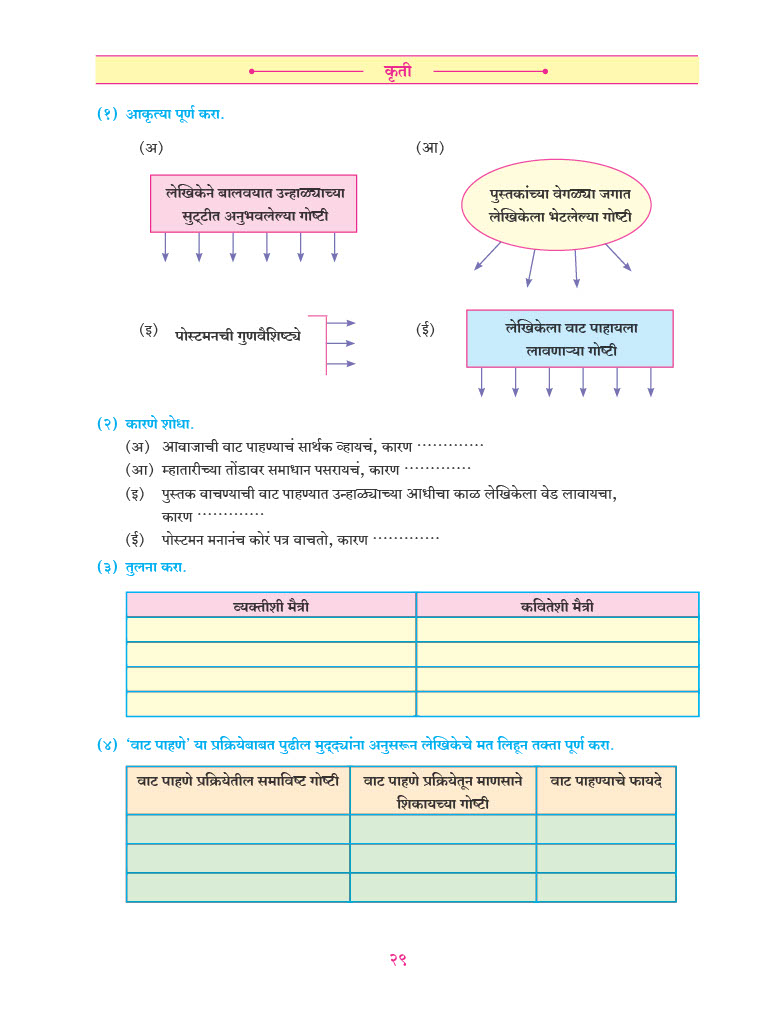 कृती
(१) आकृत्या पूर्ण करा.
(अ)
लेखिकेने बालवयात उन्हाळ्याच्या
सुट्टीत अनुभवलेल्या गोष्टी
(आ)
पुस्तकांच्या वेगळ्या जगात
लेखिकेला भेटलेल्या गोष्टी
(इ) पोस्टमनची गुणवैशिष्ट्ये
(ई)
लेखिकेला वाट पाहायला
लावणाऱ्या गोष्टी
(२) कारणे शोधा.
(अ) आवाजाची वाट पाहण्याचं सार्थक व्हायचं, कारण ·············
(आ) म्हातारीच्या तोंडावर समाधान पसरायचं, कारण ·············
(इ) पुस्तक वाचण्याची वाट पाहण्यात उन्हाळ्याच्या आधीचा काळ लेखिकेला वेड लावायचा,
कारण ·············
(ई) पोस्टमन मनानंच कोरं पत्र वाचतो, कारण ·············
(३) तुलना करा.
व्यक्तीशी मैत्री कवितेशी मैत्री
(४) ‘वाट पाहणे’ या प्रक्रियेबाबत पुढील मुद्द्यांना अनुसरून लेखिकेचे मत लिहून तक्ता पूर्ण करा.
वाट पाहणे प्रक्रियेतील समाविष्ट गोष्टी
वाट पाहणे प्रक्रियेतून माणसाने
शिकायच्या गोष्टी
वाट पाहण्याचे फायदे
२९